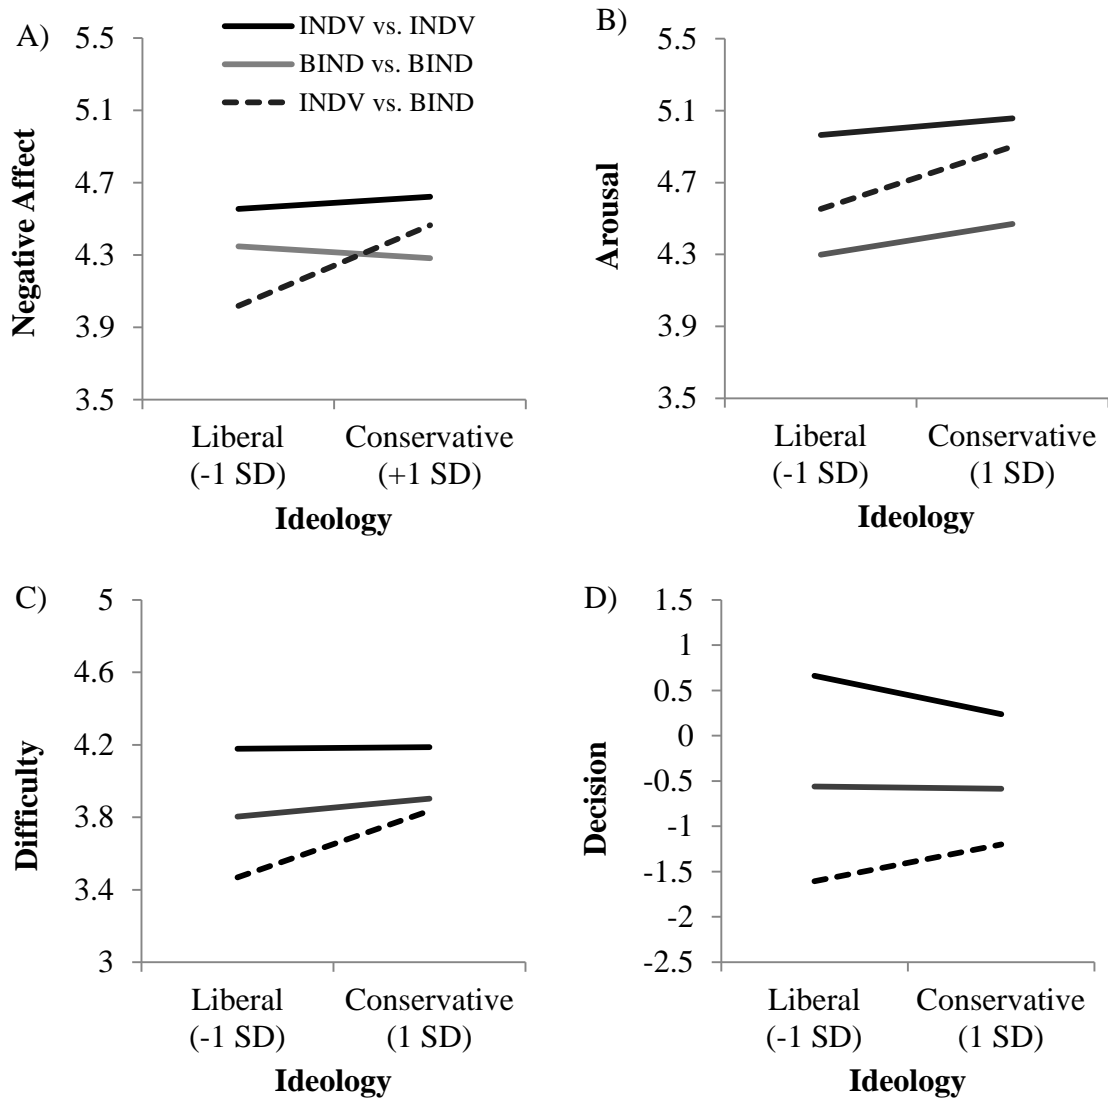 A)
INDV vs. INDV
BIND vs. BIND
INDV vs. BIND
5.5
5.1
4.7
4.3
3.9
3.5
Negative Affect
Liberal
(-1 SD)
Conservative
(+1 SD)
Ideology
B)
5.5
5.1
4.7
4.3
3.9
3.5
Arousal
Liberal
(-1 SD)
Conservative
(1 SD)
Ideology
C)
5
4.6
4.2
3.8
3.4
3
Difficulty
Liberal
(-1 SD)
Conservative
(1 SD)
Ideology
D)
1.5
1
0.5
0
-0.5
-1
-1.5
-2
-2.5
Decision
Liberal
(-1 SD)
Conservative
(1 SD)
Ideology